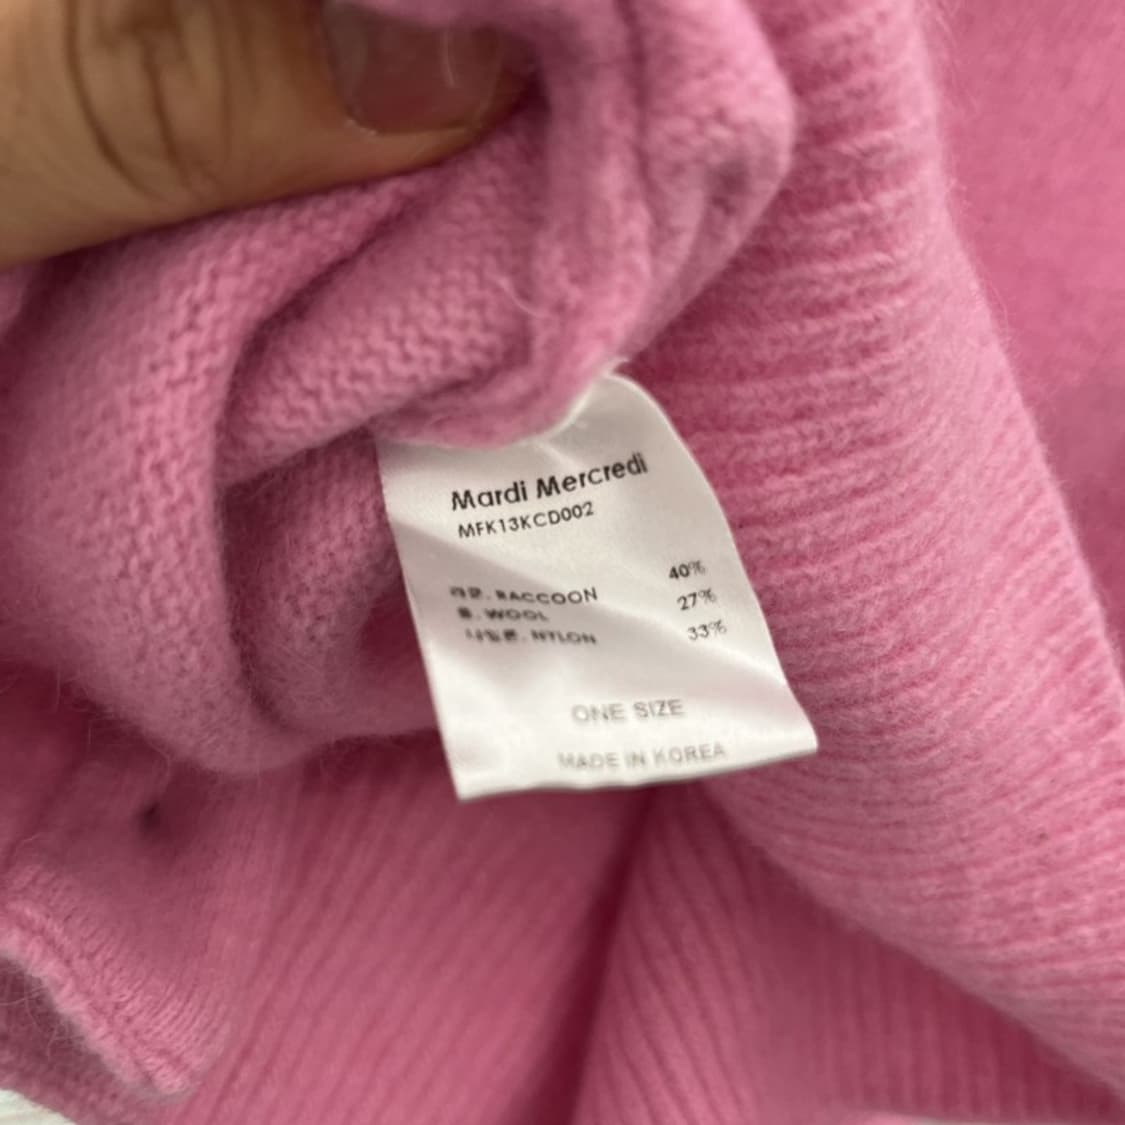 Mardi Mercredi
MFK13KCD002
40%
RACCOON 27%
WOOL 33%
NYLON
ONE SIZE
MADE IN KOREA